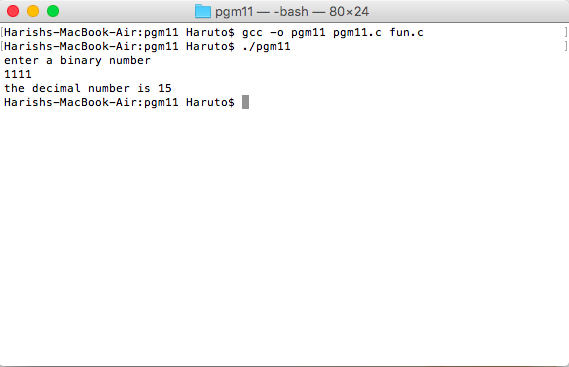 pgm11 — -bash — 80×24
[Harishs-MacBook-Air:pgm11 Haruto$ gcc -o pgm11 pgm11.c fun.c ]
[Harishs-MacBook-Air:pgm11 Haruto$ ./pgm11 ]
enter a binary number
1111
the decimal number is 15
Harishs-MacBook-Air:pgm11 Haruto$